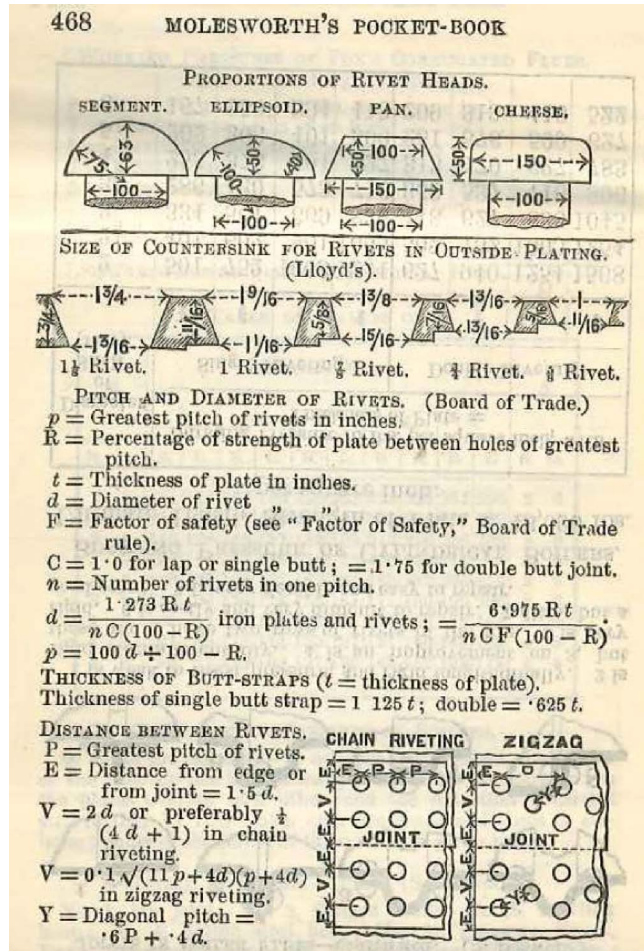 468 MOLESWORTH'S POCKET-BOOK
PROPORTIONS OF RIVET HEADS.
SEGMENT. ELLIPSOID. PAN. CHEESE.
·75 ·63 ·100 ·50 ·40 50 ·100 50 ·150
·100 ·100 ·150 ·100
·100
SIZE OF COUNTERSINK FOR RIVETS IN OUTSIDE PLATING.
(Lloyd's).
1 3/4 1 9/16 1 3/8 1 3/16 1
3/4 11/16 5/8 7/16
1 3/16 1 1/16 15/16 13/16 11/16
1 Rivet. 7/8 Rivet. 3/4 Rivet. 5/8 Rivet.
PITCH AND DIAMETER OF RIVETS. (Board of Trade.)
p = Greatest pitch of rivets in inches.
R = Percentage of strength of plate between holes of greatest
pitch.
t = Thickness of plate in inches.
d = Diameter of rivet „ „
F = Factor of safety (see "Factor of Safety," Board of Trade
rule).
C = 1·0 for lap or single butt; = 1·75 for double butt joint.
n = Number of rivets in one pitch.
d = 1·273 R t / n C (100 – R) iron plates and rivets; = 6·975 R t / n C F (100 – R).
p = 100 d ÷ 100 – R.
THICKNESS OF BUTT-STRAPS (t = thickness of plate).
Thickness of single butt strap = 1 125 t; double = ·625 t.
DISTANCE BETWEEN RIVETS.
P = Greatest pitch of rivets.
E = Distance from edge or
from joint = 1·5 d.
V = 2 d or preferably ½
(4 d + 1) in chain
riveting.
V = 0·1 √(11 p + 4d)(p + 4d)
in zigzag riveting.
Y = Diagonal pitch =
·6 P + ·4 d.
CHAIN RIVETING ZIGZAG
E P P E
E V E E V E
Y
JOINT JOINT
Y